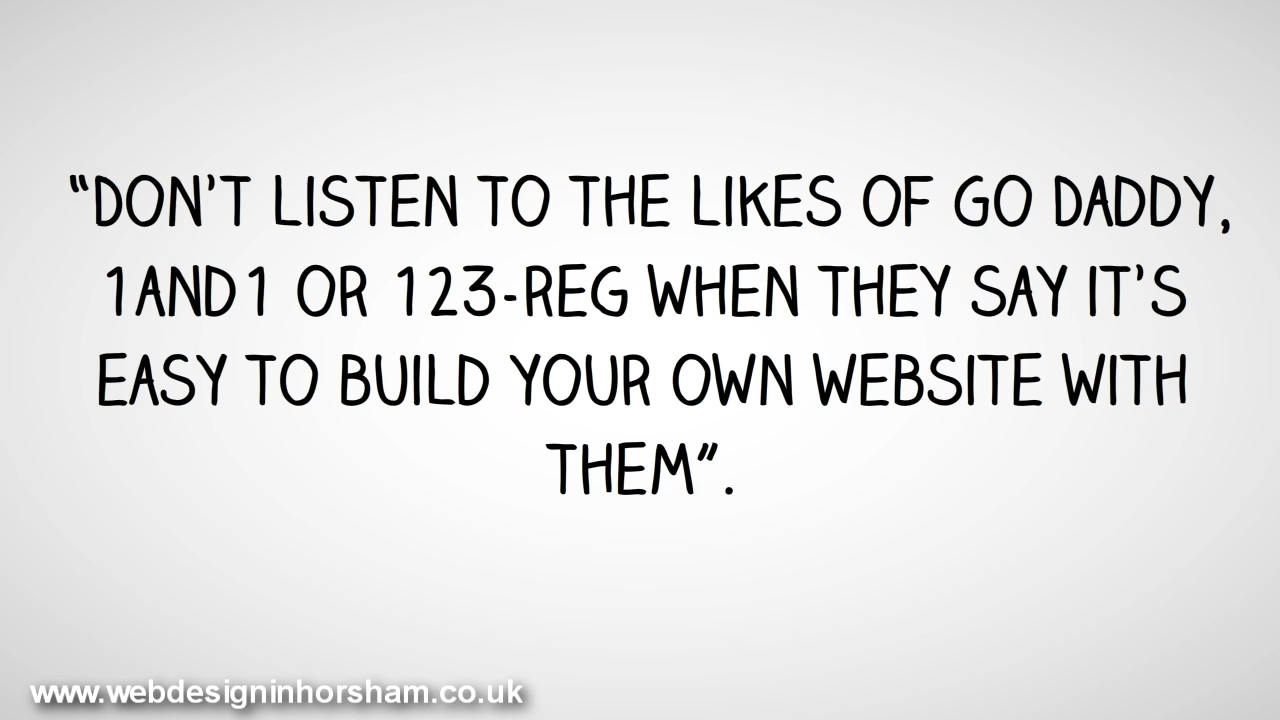 “DON’T LISTEN TO THE LIKES OF GO DADDY,
1AND1 OR 123-REG WHEN THEY SAY IT’S
EASY TO BUILD YOUR OWN WEBSITE WITH
THEM”.
www.webdesigninhorsham.co.uk